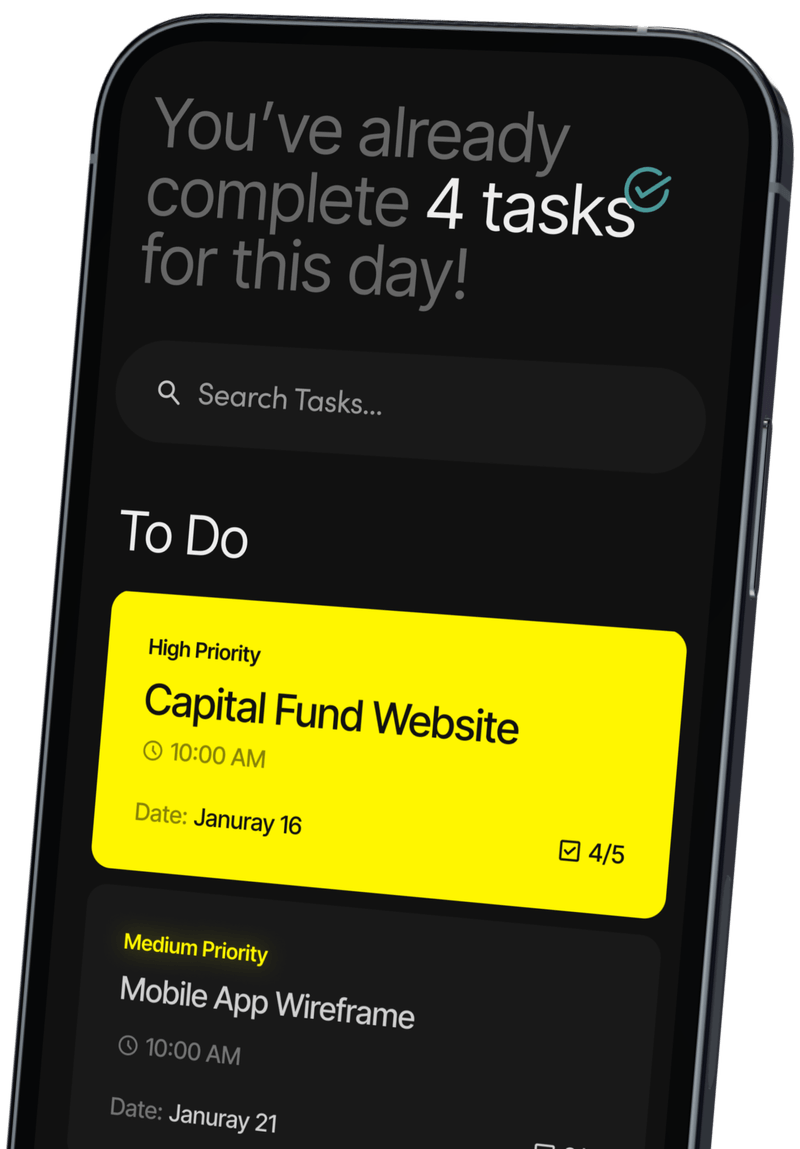 You've already
complete 4 tasks
for this day!
Search Tasks...
To Do
High Priority
Capital Fund Website
10:00 AM
Date: Januray 16
4/5
Medium Priority
Mobile App Wireframe
10:00 AM
Date: Januray 21